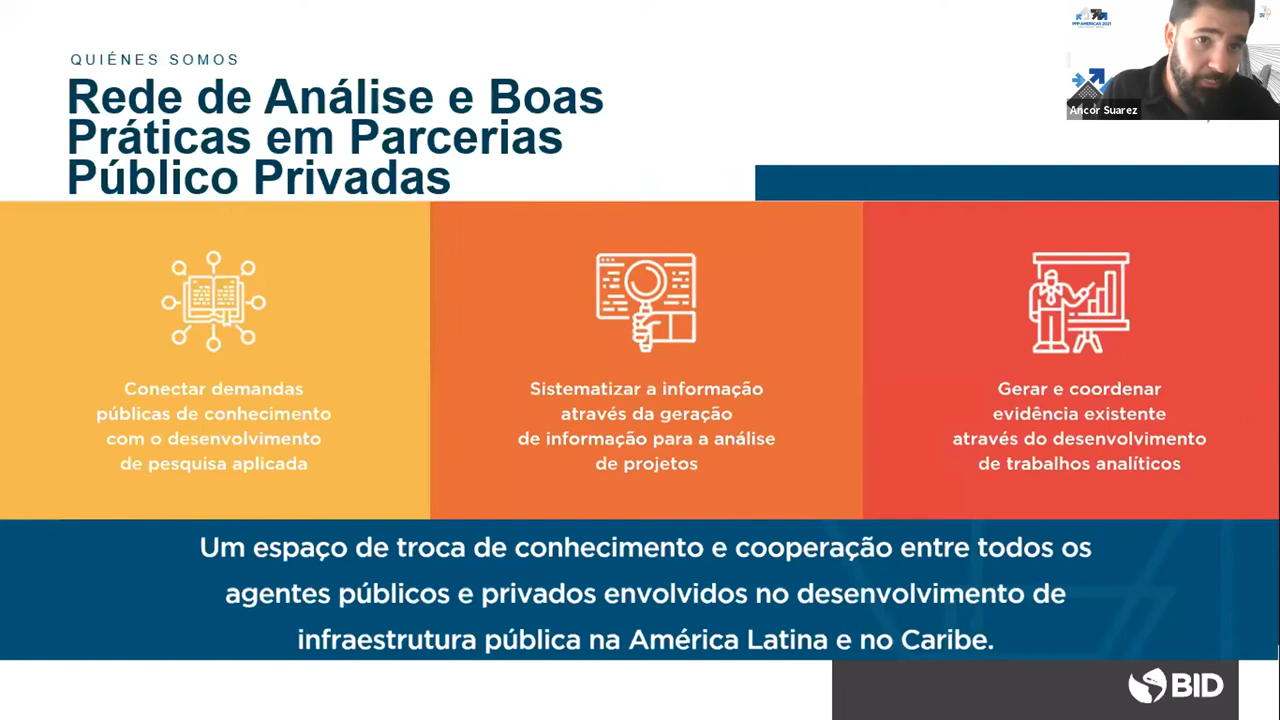 QUIÉNES SOMOS
Rede de Análise e Boas
Práticas em Parcerias
Público Privadas
PPP AMERICAS 2021
Ancor Suarez
Conectar demandas
públicas de conhecimento
com o desenvolvimento
de pesquisa aplicada
Sistematizar a informação
através da geração
de informação para a análise
de projetos
Gerar e coordenar
evidência existente
através do desenvolvimento
de trabalhos analíticos
Um espaço de troca de conhecimento e cooperação entre todos os
agentes públicos e privados envolvidos no desenvolvimento de
infraestrutura pública na América Latina e no Caribe.
BID